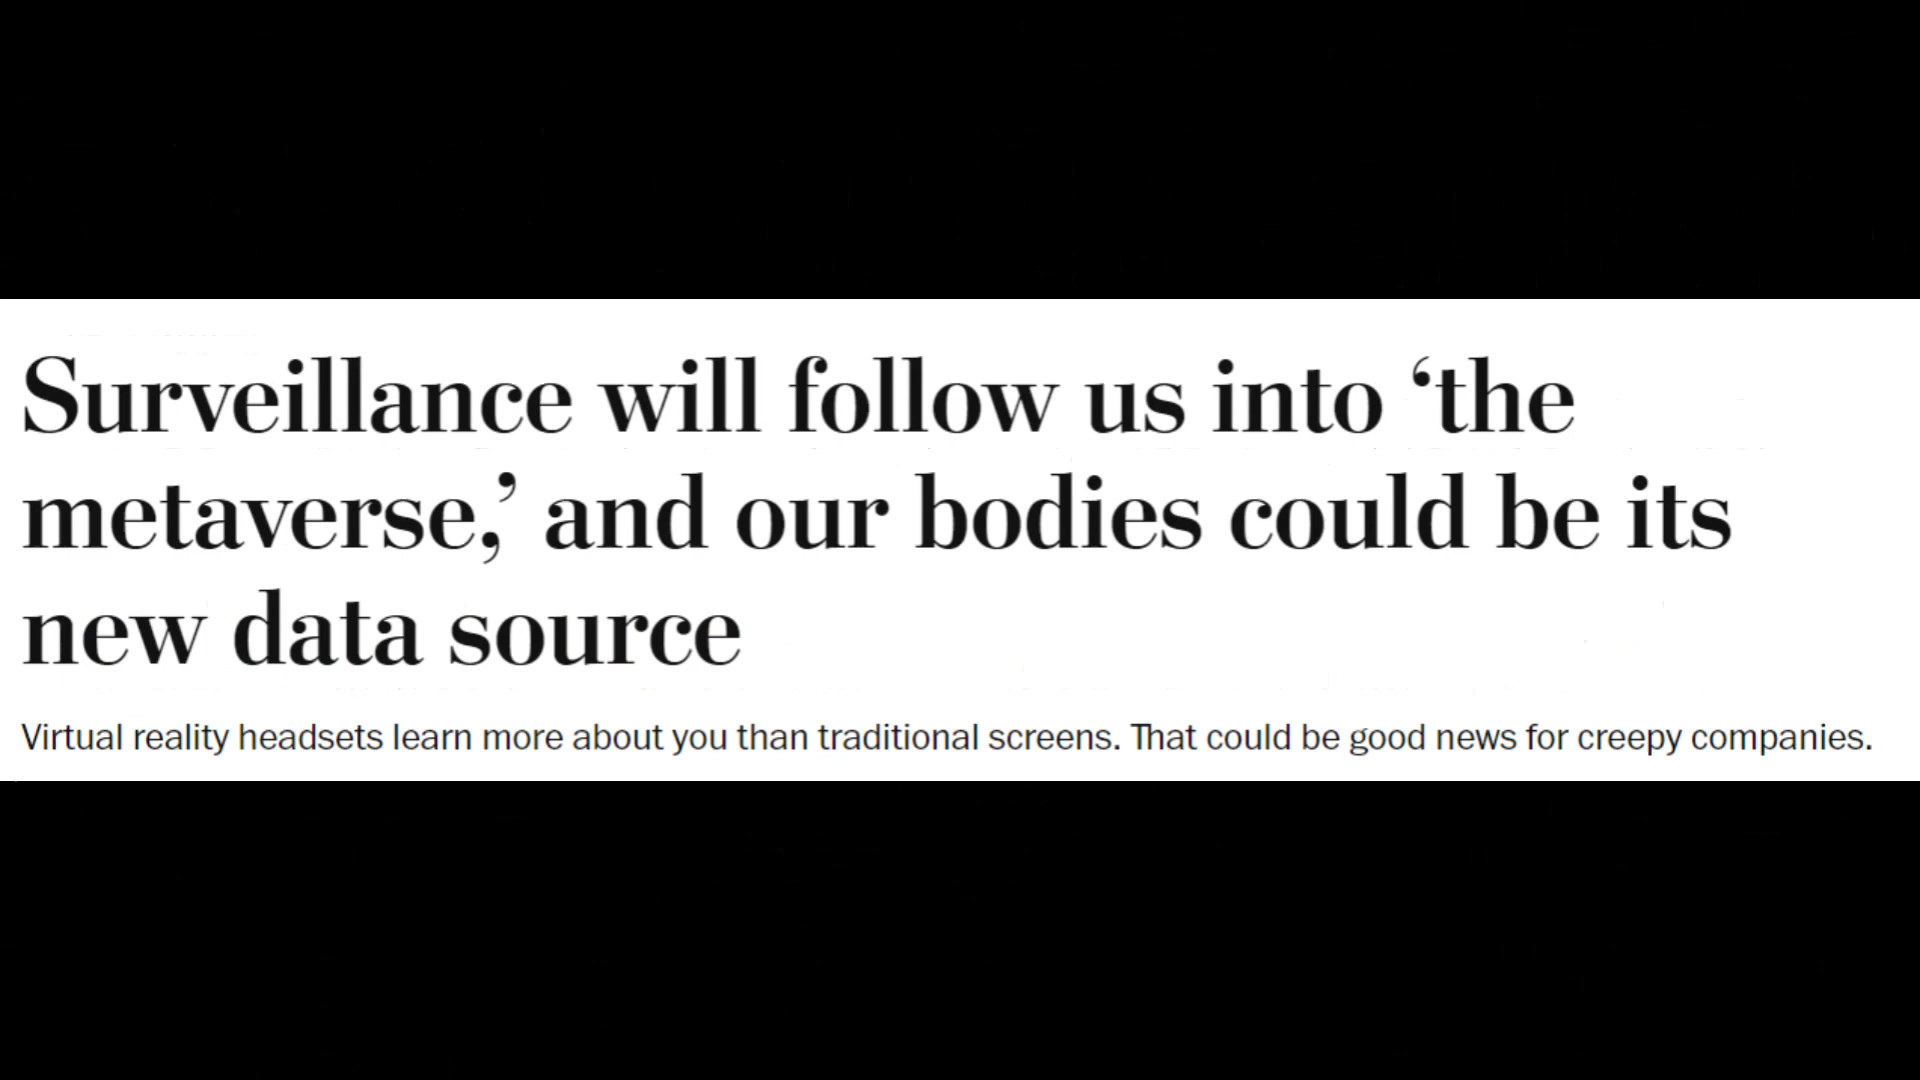 Surveillance will follow us into ‘the
metaverse,’ and our bodies could be its
new data source
Virtual reality headsets learn more about you than traditional screens. That could be good news for creepy companies.